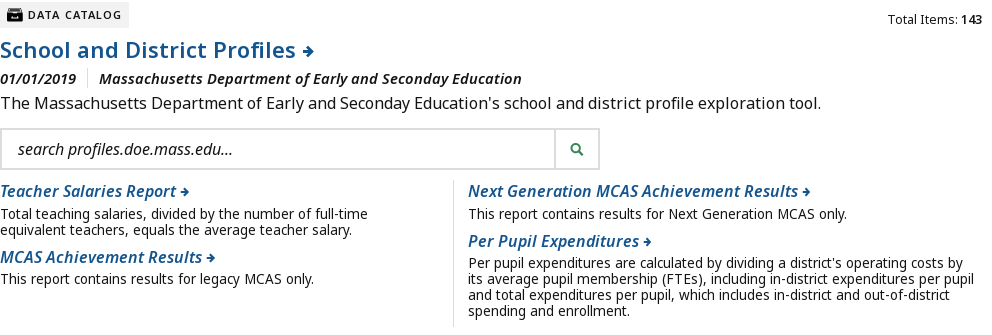 DATA CATALOG
Total Items: 143
School and District Profiles
01/01/2019 Massachusetts Department of Early and Seconday Education
The Massachusetts Department of Early and Seconday Education's school and district profile exploration tool.
search profiles.doe.mass.edu...
Teacher Salaries Report
Total teaching salaries, divided by the number of full-time
equivalent teachers, equals the average teacher salary.
MCAS Achievement Results
This report contains results for legacy MCAS only.
Next Generation MCAS Achievement Results
This report contains results for Next Generation MCAS only.
Per Pupil Expenditures
Per pupil expenditures are calculated by dividing a district's operating costs by
its average pupil membership (FTEs), including in-district expenditures per pupil
and total expenditures per pupil, which includes in-district and out-of-district
spending and enrollment.